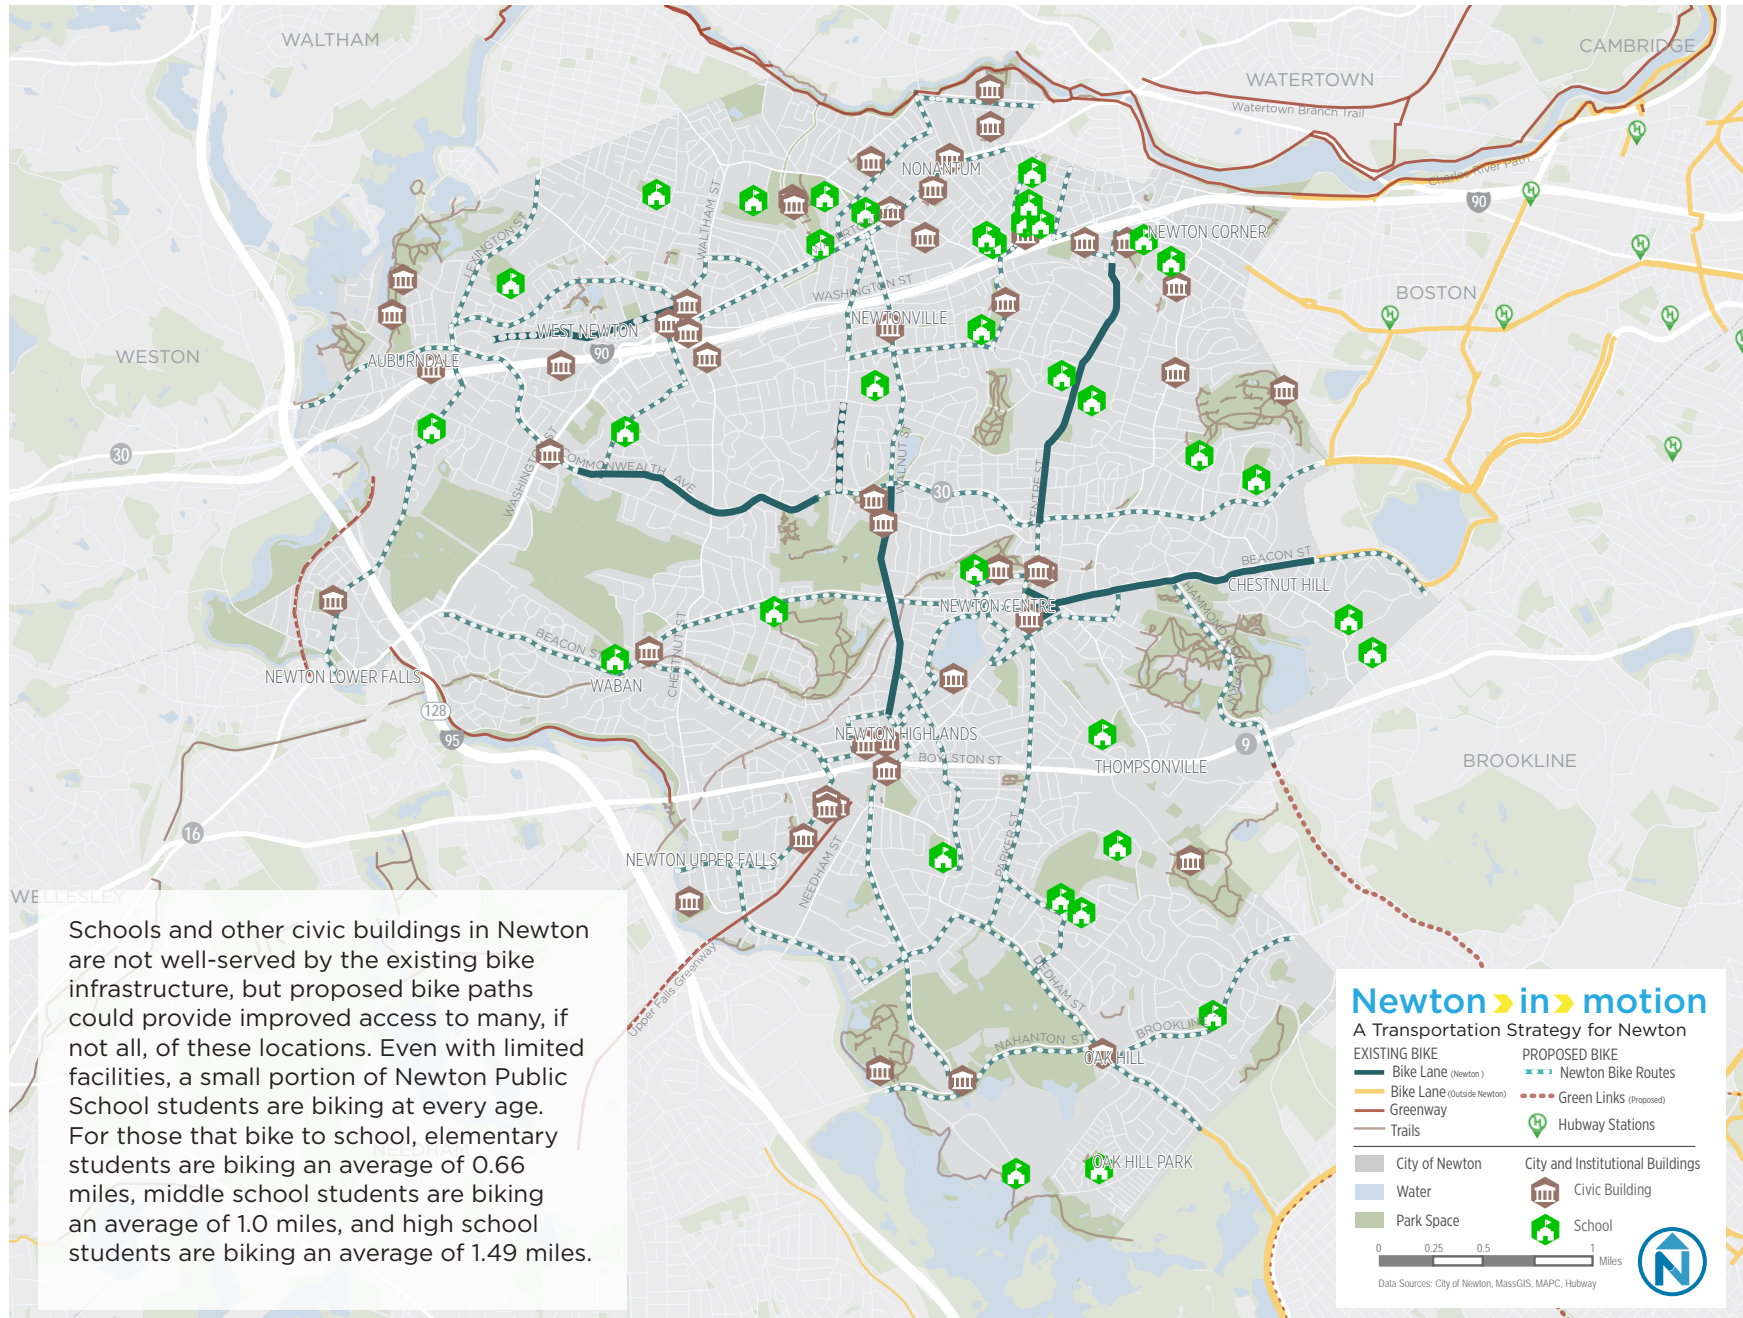 WALTHAM
CAMBRIDGE
WATERTOWN
Watertown Branch Trail
Charles River Path
90
NONANTUM
NEWTON CORNER
WALTHAM ST
LEXINGTON ST
WASHINGTON ST
BOSTON
WEST NEWTON
NEWTONVILLE
90
AUBURNDALE
WESTON
30
WASHINGTON ST
COMMONWEALTH AVE
WALNUT ST
30
CENTRE ST
BEACON ST
CHESTNUT HILL
NEWTON CENTRE
HAMMOND POND PKWY
BEACON ST
CHESTNUT ST
WABAN
NEWTON LOWER FALLS
128
95
NEWTON HIGHLANDS
BOYLSTON ST
THOMPSONVILLE
9
BROOKLINE
16
NEWTON UPPER FALLS
NEEDHAM ST
PARKER ST
WELLESLEY
Upper Falls Greenway
DEDHAM ST
NAHANTON ST
BROOKLINE
OAK HILL
OAK HILL PARK
NEEDHAM
Schools and other civic buildings in Newton
are not well-served by the existing bike
infrastructure, but proposed bike paths
could provide improved access to many, if
not all, of these locations. Even with limited
facilities, a small portion of Newton Public
School students are biking at every age.
For those that bike to school, elementary
students are biking an average of 0.66
miles, middle school students are biking
an average of 1.0 miles, and high school
students are biking an average of 1.49 miles.
Newton in motion
A Transportation Strategy for Newton
EXISTING BIKE
Bike Lane (Newton )
Bike Lane (Outside Newton)
Greenway
Trails
PROPOSED BIKE
Newton Bike Routes
Green Links (Proposed)
H Hubway Stations
City of Newton
Water
Park Space
City and Institutional Buildings
Civic Building
School
0 0.25 0.5 1
Miles
N
Data Sources: City of Newton, MassGIS, MAPC, Hubway